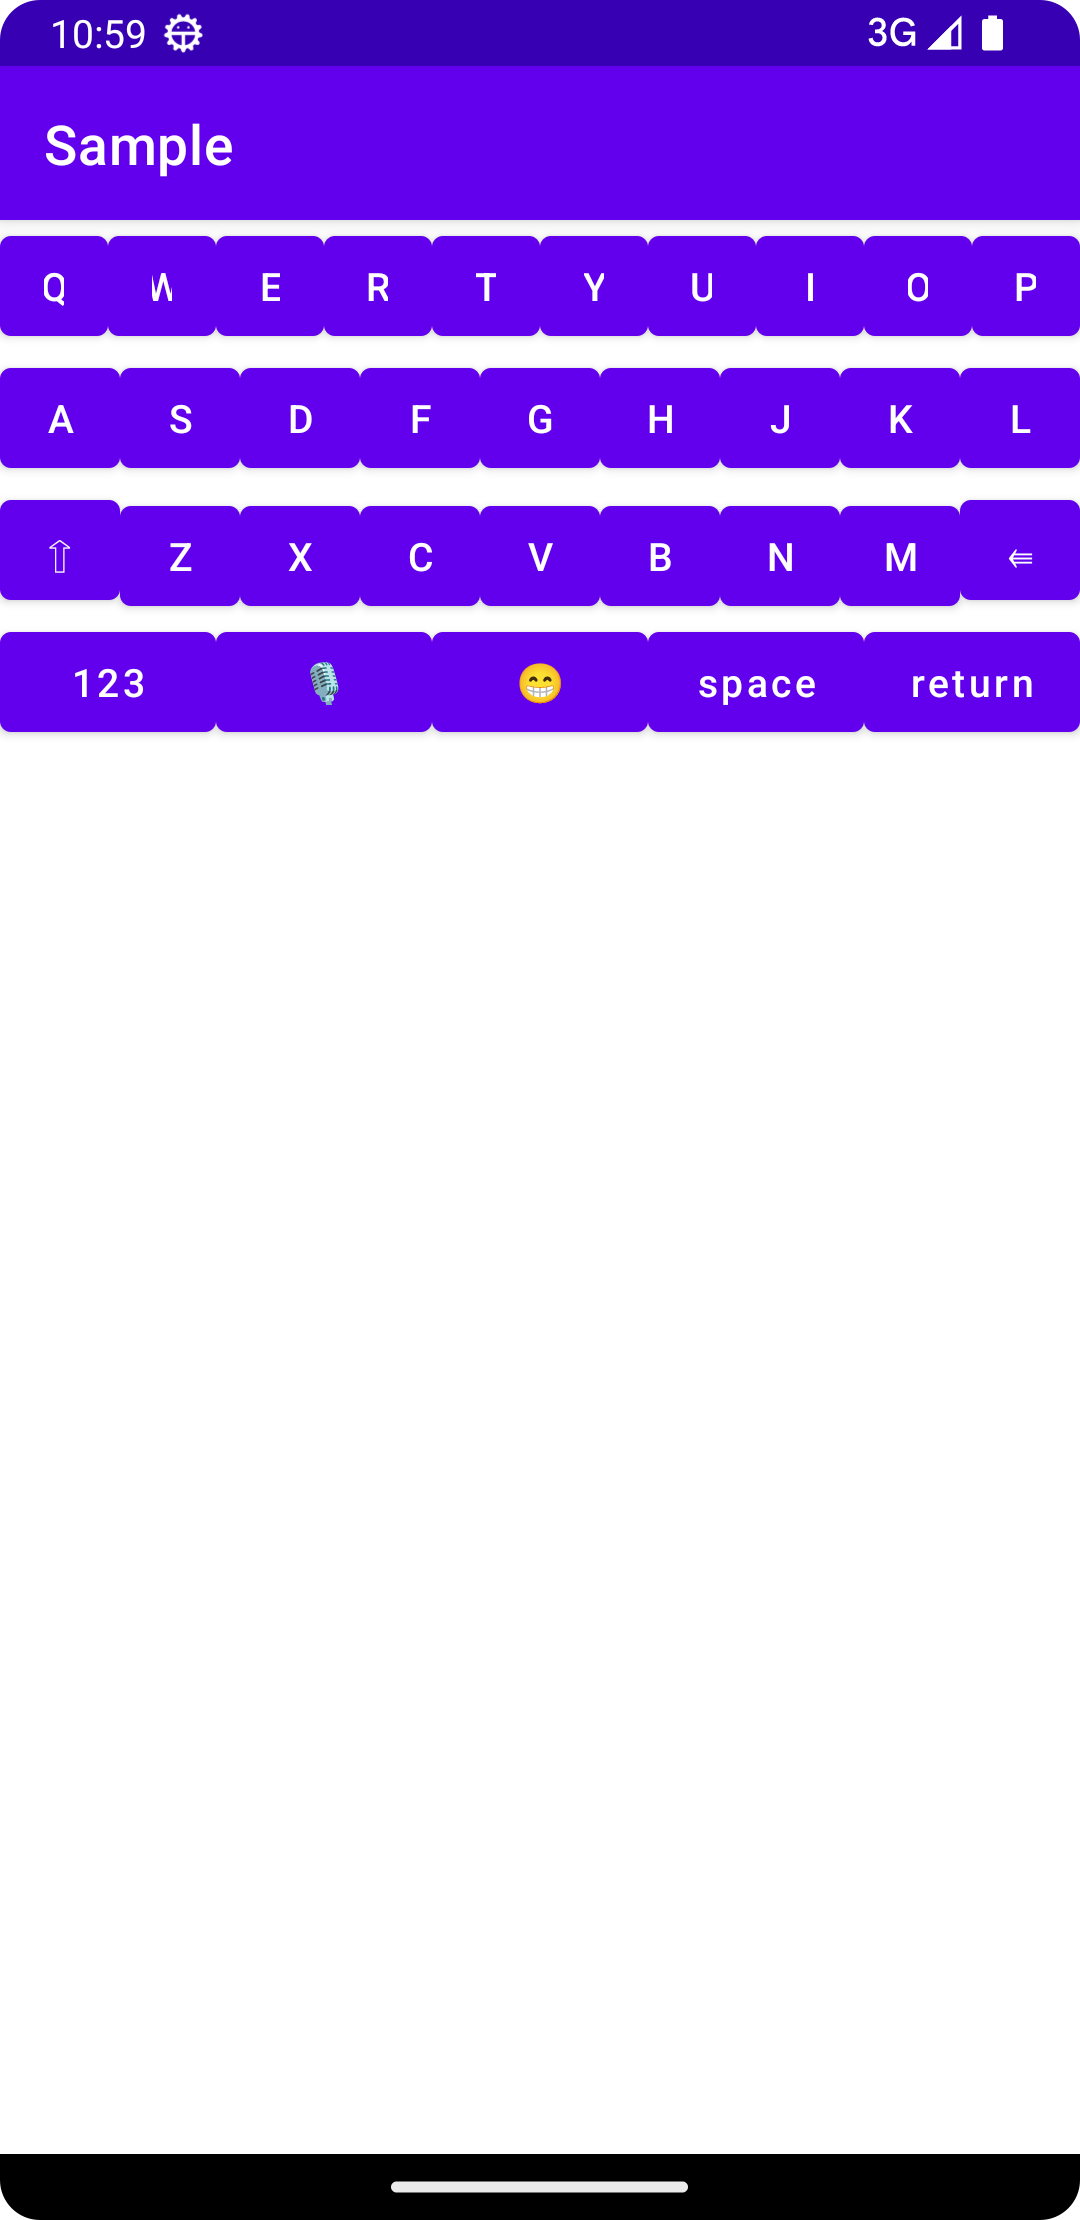 10:59 3G
Sample
Q W E R T Y U I O P
A S D F G H J K L
⇧ Z X C V B N M ⭅
123 🎙️ 😁 space return